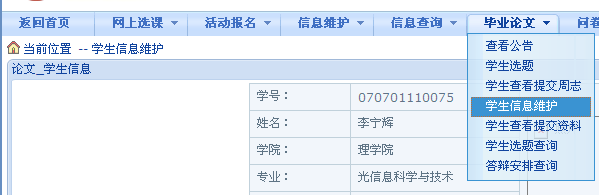 返回首页 网上选课 活动报名 信息维护 信息查询 毕业论文 问卷
当前位置 -- 学生信息维护
论文_学生信息
学号： 070701110075
姓名： 李宁辉
学院： 理学院
专业： 光信息科学与技术
查看公告
学生选题
学生查看提交周志
学生信息维护
学生查看提交资料
学生选题查询
答辩安排查询